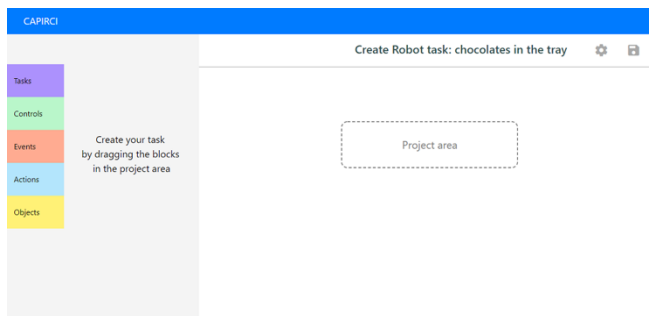 CAPIRCI
Create Robot task: chocolates in the tray
Tasks
Controls
Events
Actions
Objects
Create your task
by dragging the blocks
in the project area
Project area